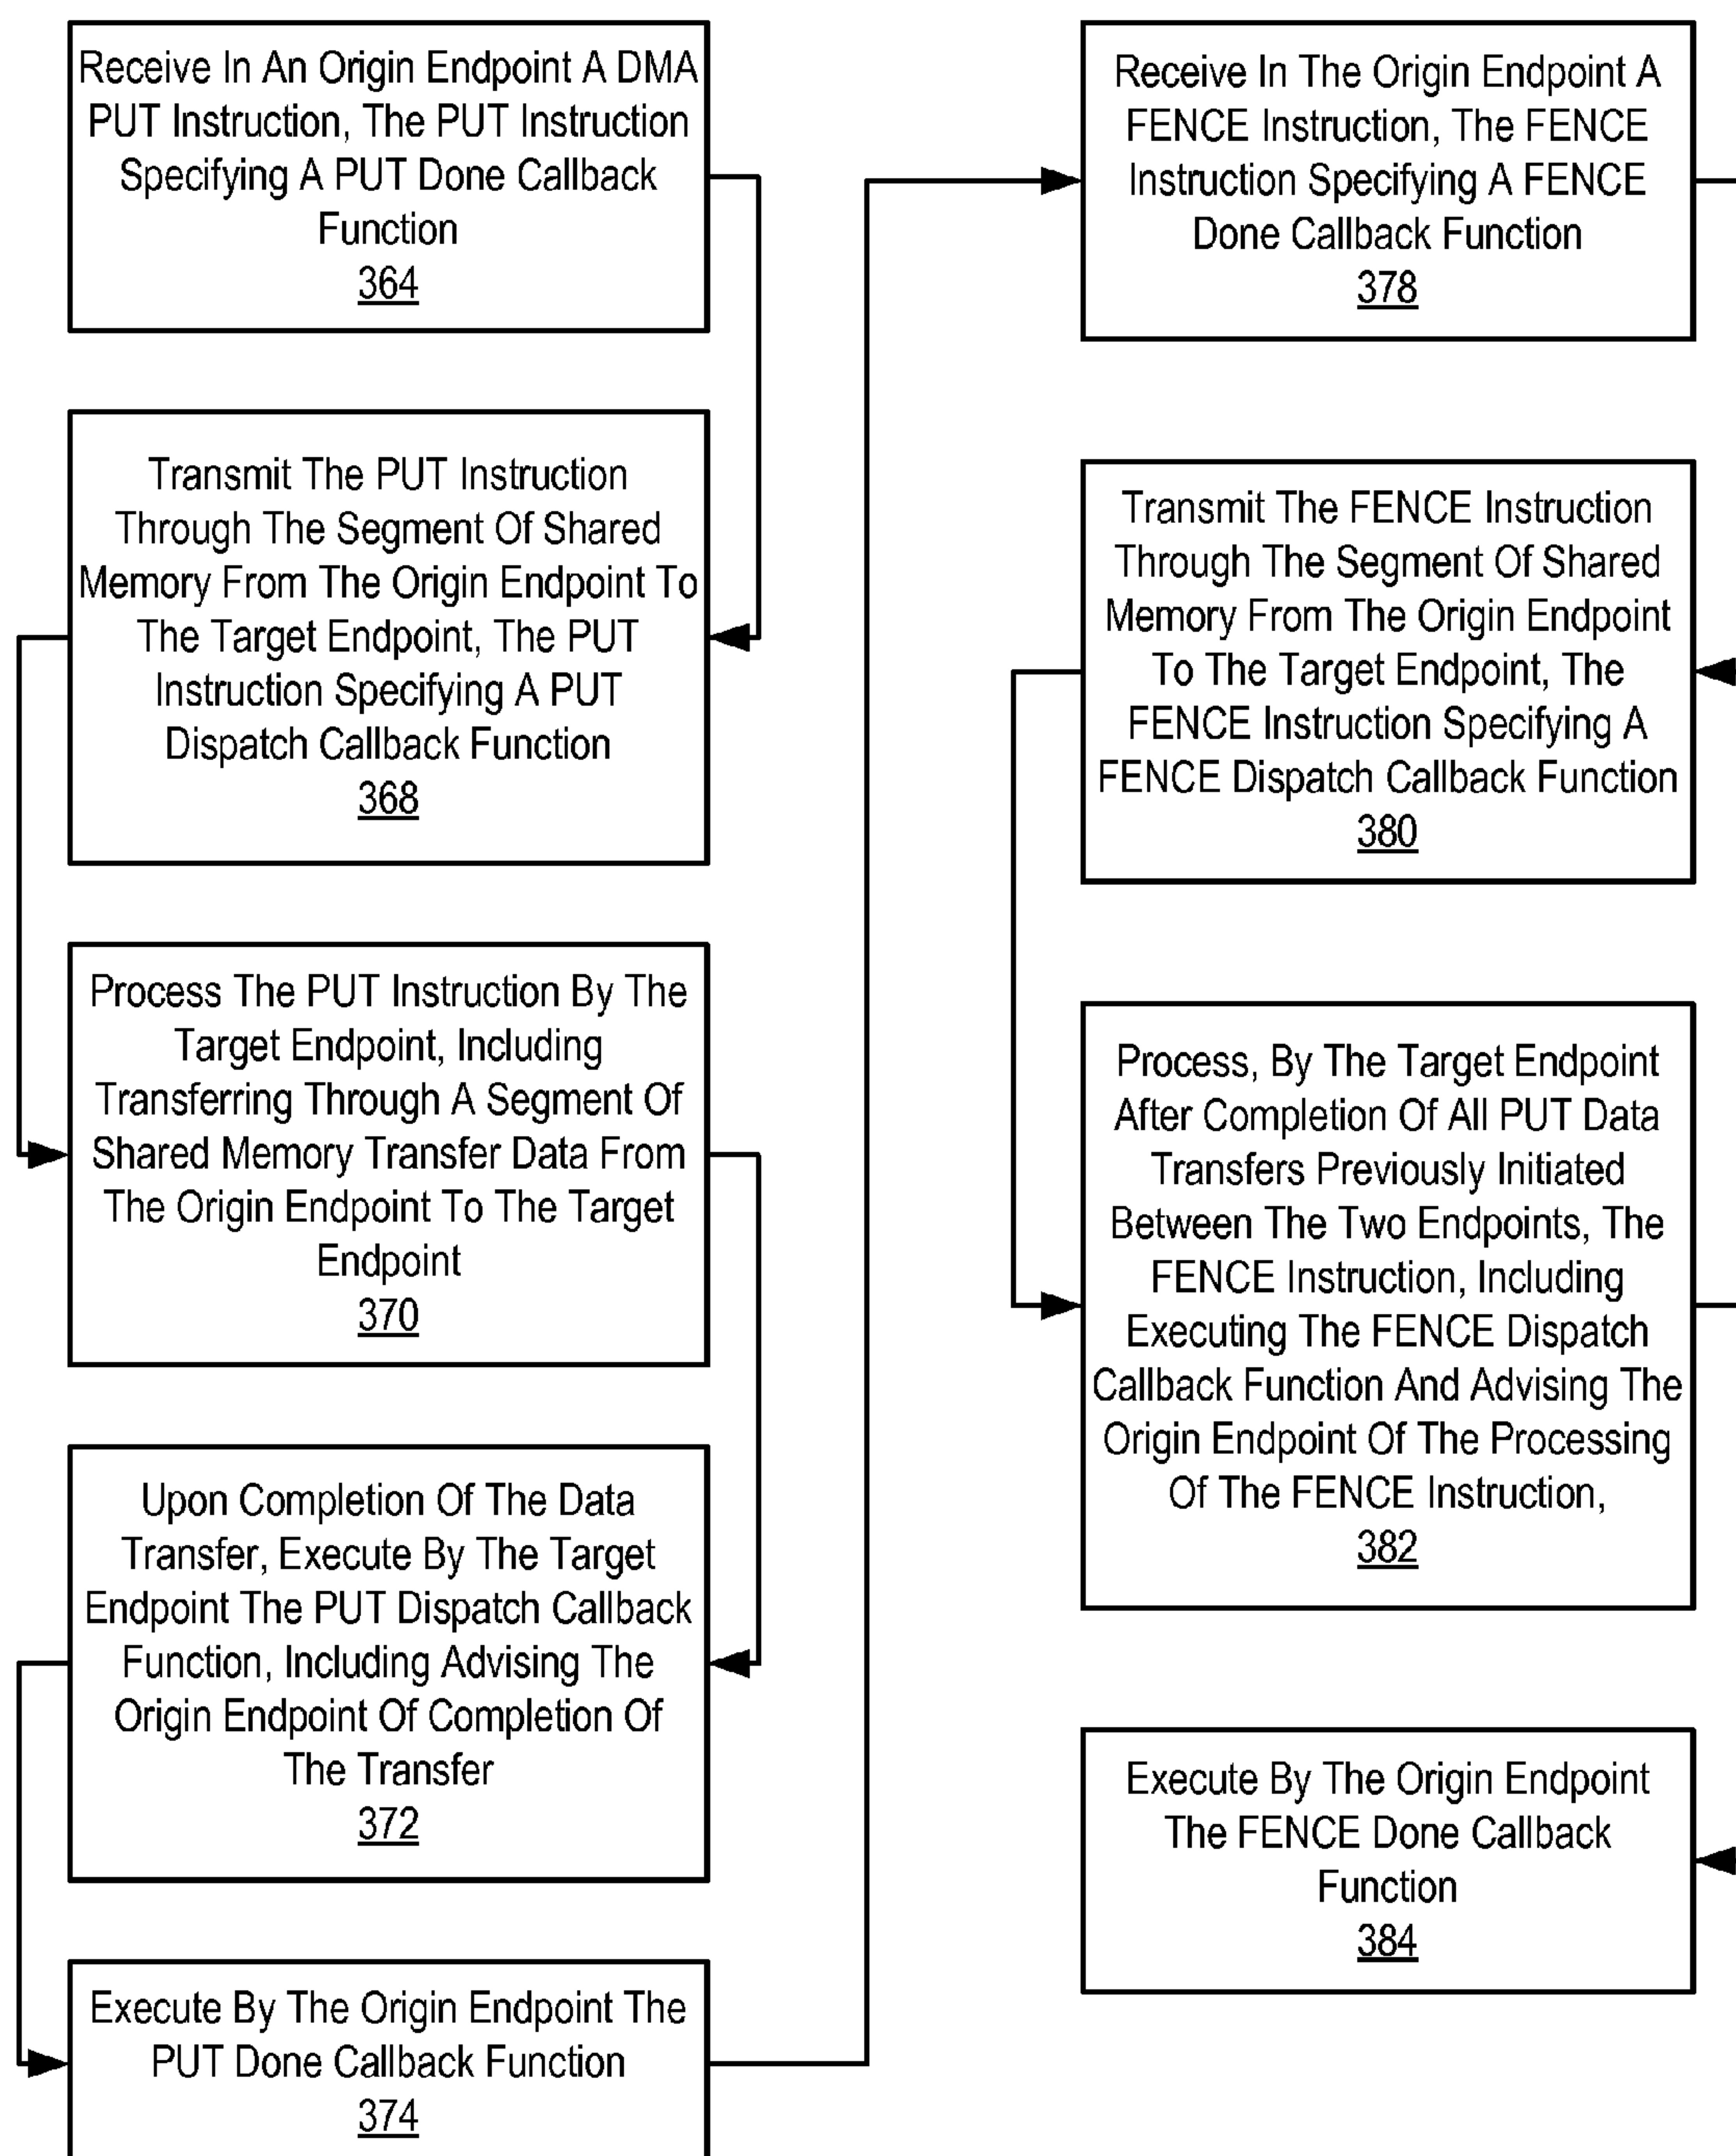 Receive In An Origin Endpoint A DMA
PUT Instruction, The PUT Instruction
Specifying A PUT Done Callback
Function
364
Transmit The PUT Instruction
Through The Segment Of Shared
Memory From The Origin Endpoint To
The Target Endpoint, The PUT
Instruction Specifying A PUT
Dispatch Callback Function
368
Process The PUT Instruction By The
Target Endpoint, Including
Transferring Through A Segment Of
Shared Memory Transfer Data From
The Origin Endpoint To The Target
Endpoint
370
Upon Completion Of The Data
Transfer, Execute By The Target
Endpoint The PUT Dispatch Callback
Function, Including Advising The
Origin Endpoint Of Completion Of
The Transfer
372
Execute By The Origin Endpoint The
PUT Done Callback Function
374
Receive In The Origin Endpoint A
FENCE Instruction, The FENCE
Instruction Specifying A FENCE
Done Callback Function
378
Transmit The FENCE Instruction
Through The Segment Of Shared
Memory From The Origin Endpoint
To The Target Endpoint, The
FENCE Instruction Specifying A
FENCE Dispatch Callback Function
380
Process, By The Target Endpoint
After Completion Of All PUT Data
Transfers Previously Initiated
Between The Two Endpoints, The
FENCE Instruction, Including
Executing The FENCE Dispatch
Callback Function And Advising The
Origin Endpoint Of The Processing
Of The FENCE Instruction,
382
Execute By The Origin Endpoint
The FENCE Done Callback
Function
384